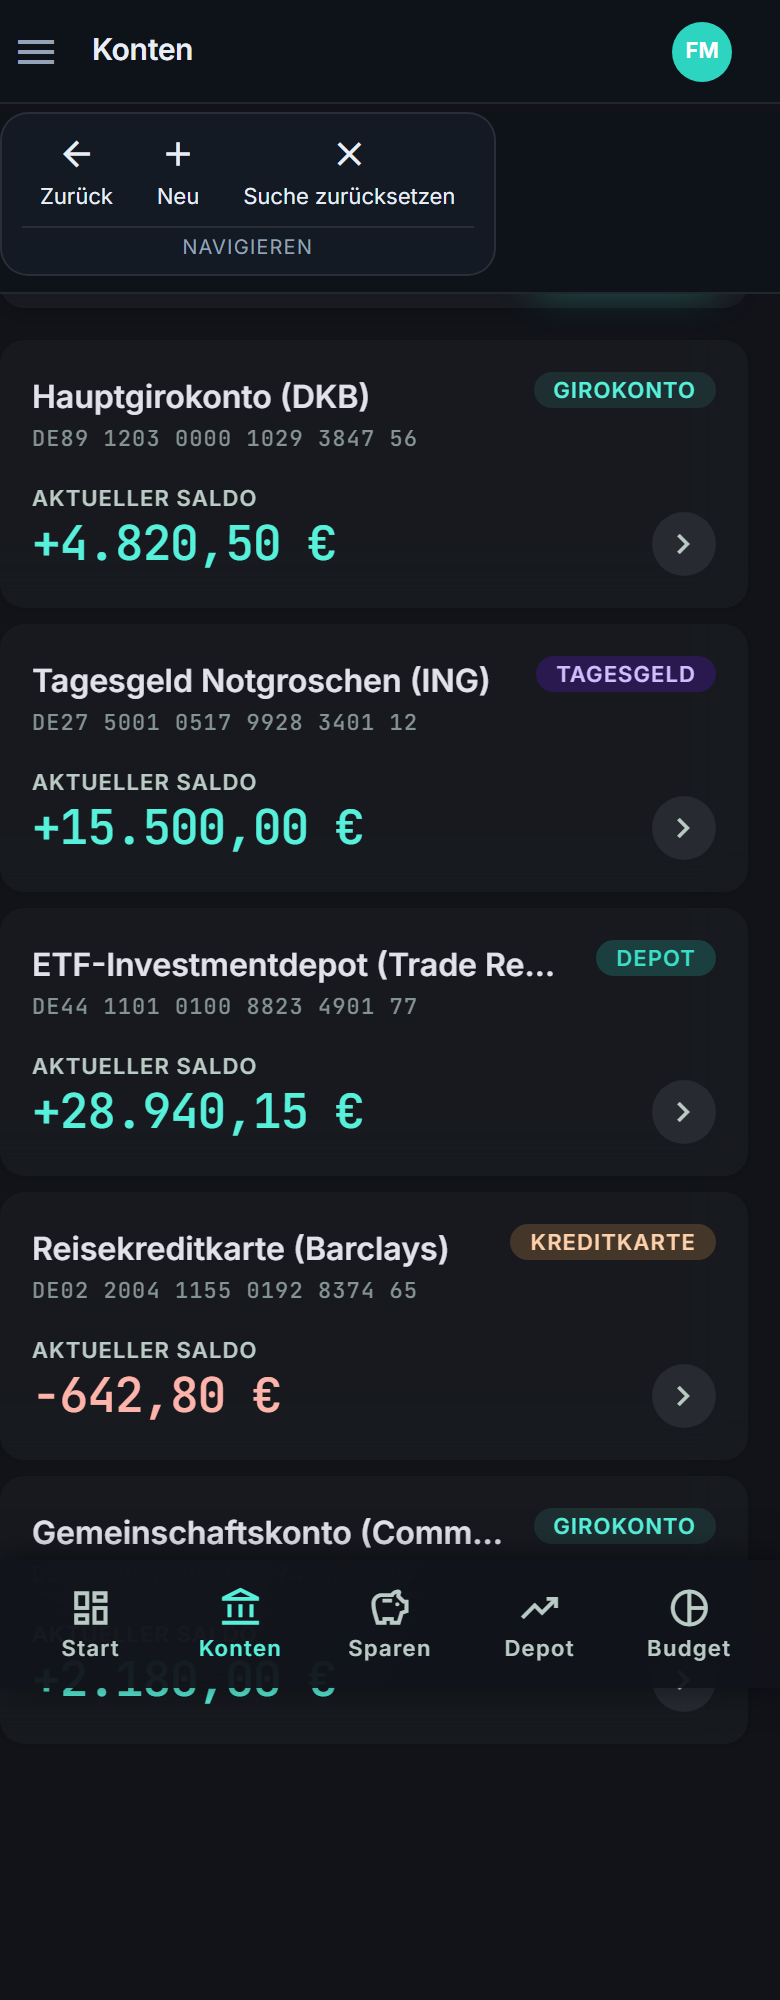 Konten
FM
Zurück
Neu
Suche zurücksetzen
NAVIGIEREN
Hauptgirokonto (DKB)
GIROKONTO
DE89 1203 0000 1029 3847 56
AKTUELLER SALDO
+4.820,50 €
Tagesgeld Notgroschen (ING)
TAGESGELD
DE27 5001 0517 9928 3401 12
AKTUELLER SALDO
+15.500,00 €
ETF-Investmentdepot (Trade Re...
DEPOT
DE44 1101 0100 8823 4901 77
AKTUELLER SALDO
+28.940,15 €
Reisekreditkarte (Barclays)
KREDITKARTE
DE02 2004 1155 0192 8374 65
AKTUELLER SALDO
-642,80 €
Gemeinschaftskonto (Comm...
GIROKONTO
Start
Konten
Sparen
Depot
Budget
+2.180,00 €